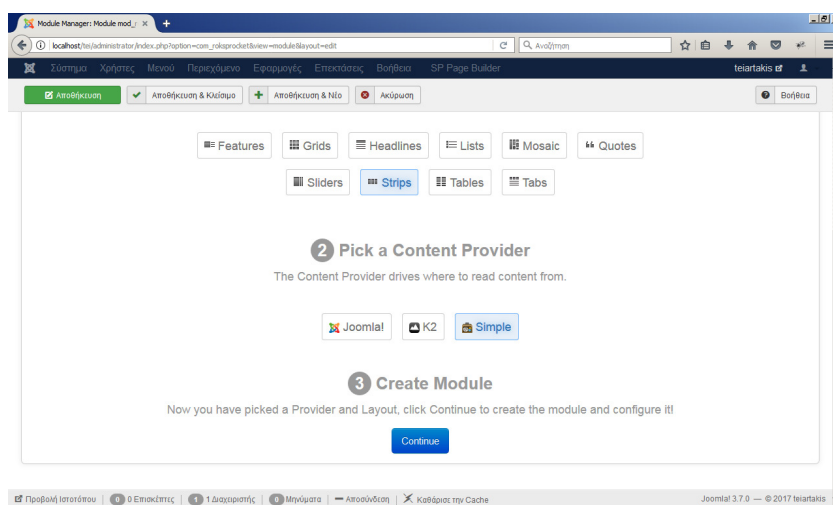 Module Manager: Module mod_r
localhost/tei/administrator/index.php?option=com_roksprocket&view=module&layout=edit
Αναζήτηση
Σύστημα Χρήστες Μενού Περιεχόμενο Εφαρμογές Επεκτάσεις Βοήθεια SP Page Builder teiartakis
Αποθήκευση Αποθήκευση & Κλείσιμο Αποθήκευση & Νέο Ακύρωση Βοήθεια
Features Grids Headlines Lists Mosaic Quotes
Sliders Strips Tables Tabs
2 Pick a Content Provider
The Content Provider drives where to read content from.
Joomla! K2 Simple
3 Create Module
Now you have picked a Provider and Layout, click Continue to create the module and configure it!
Continue
Προβολή Ιστοτόπου | 0 0 Επισκέπτες | 1 1 Διαχειριστής | 0 Μηνύματα | Αποσύνδεση | Καθάρισε την Cache Joomla! 3.7.0 — © 2017 teiartakis